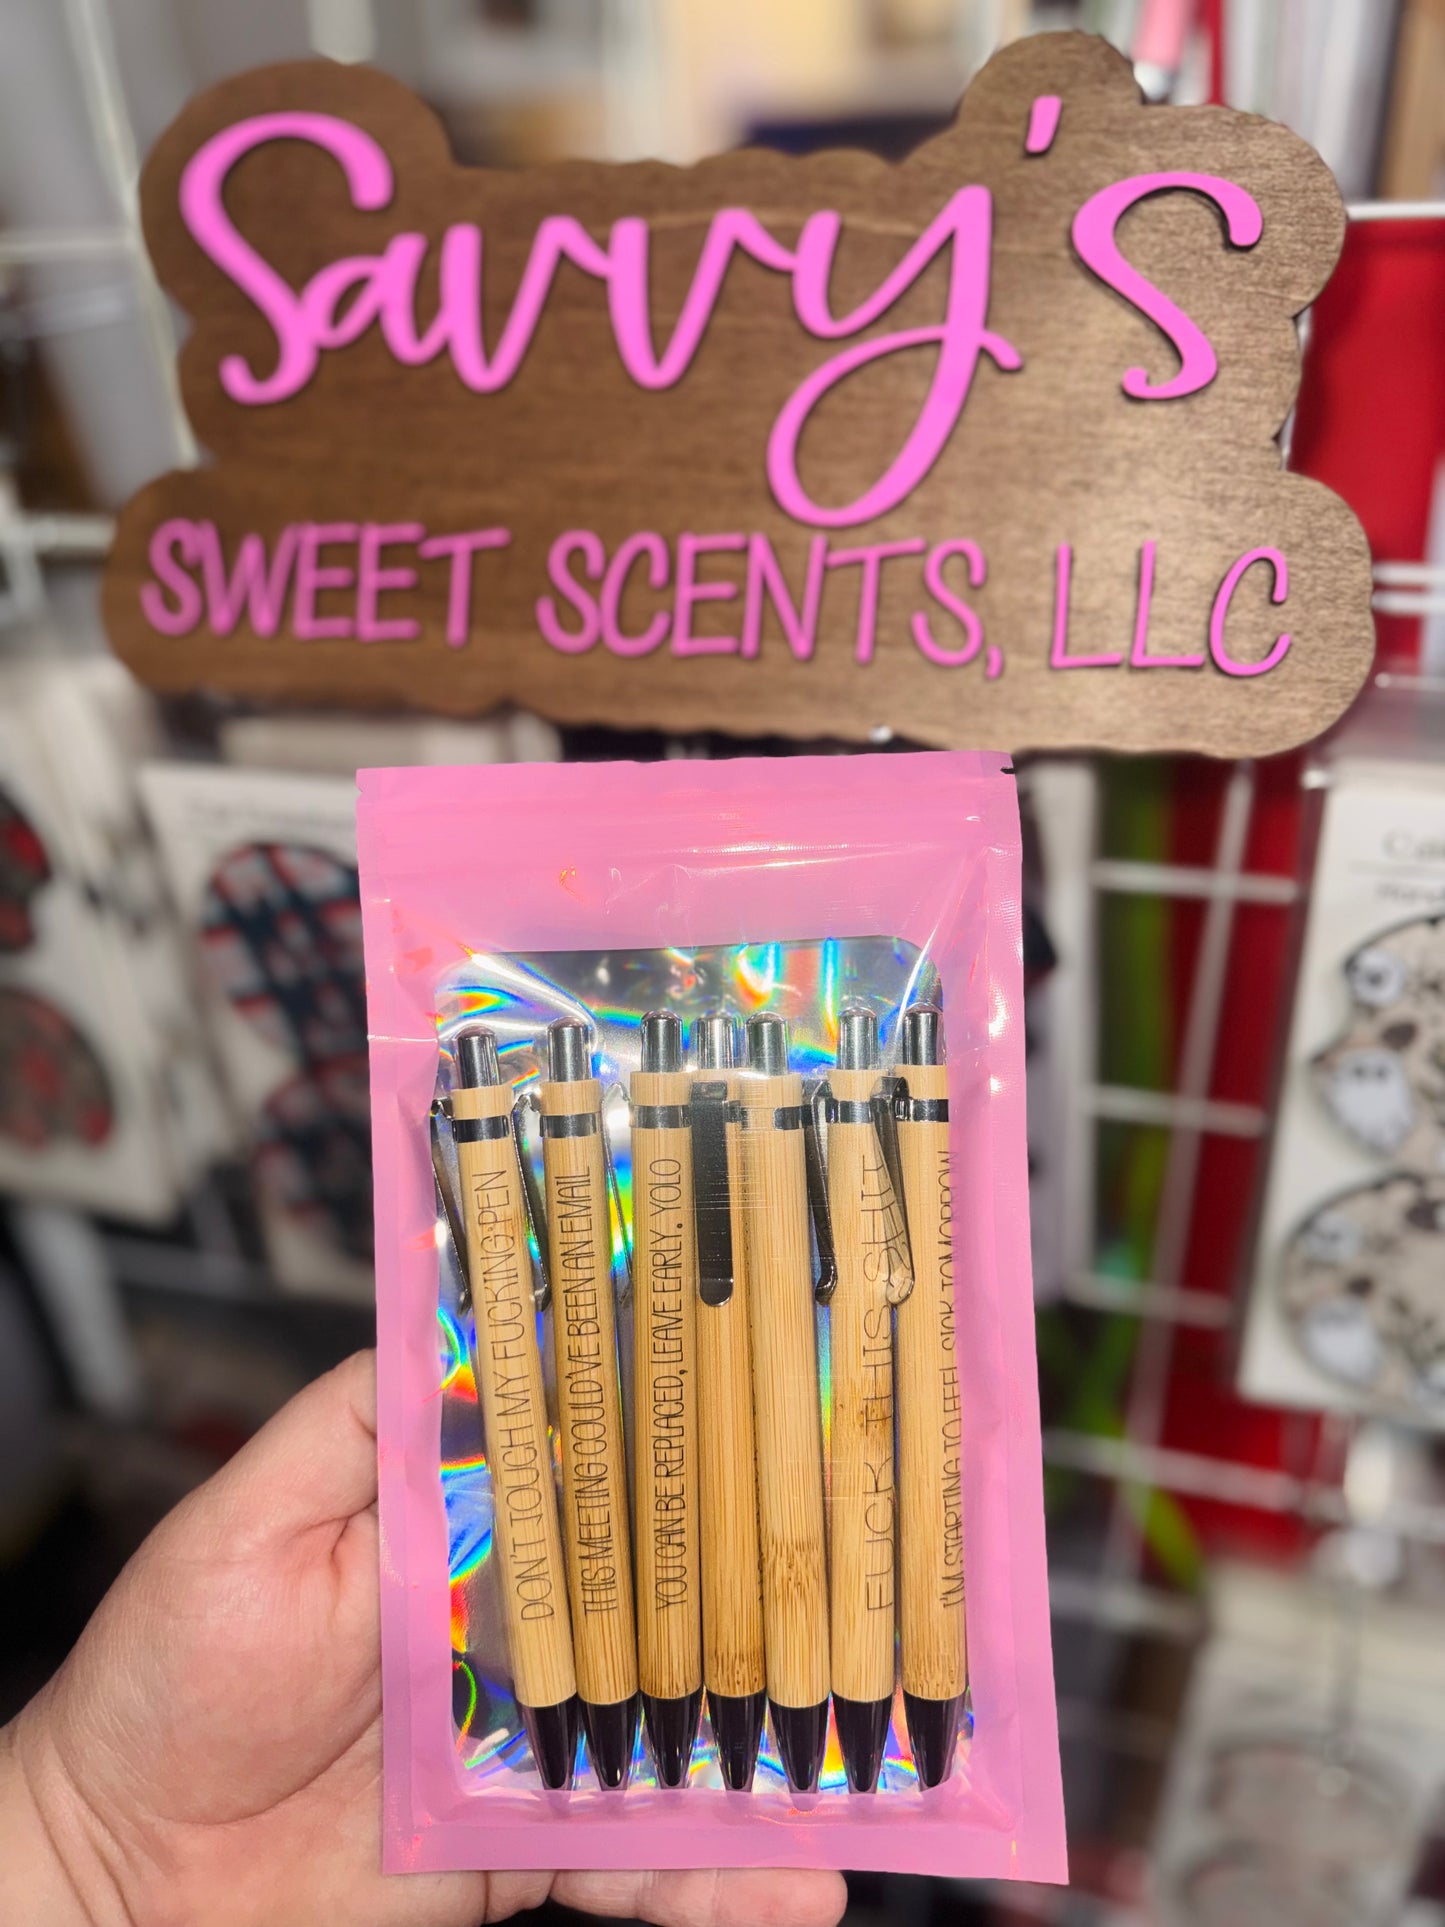 Savvy's
SWEET SCENTS, LLC
DON'T TOUCH MY FUCKING PEN
THIS MEETING COULD'VE BEEN AN EMAIL
YOU CAN BE REPLACED, LEAVE EARLY. YOLO
FUCK THIS SHIT
I'M STARTING TO FEEL SICK TOMORROW